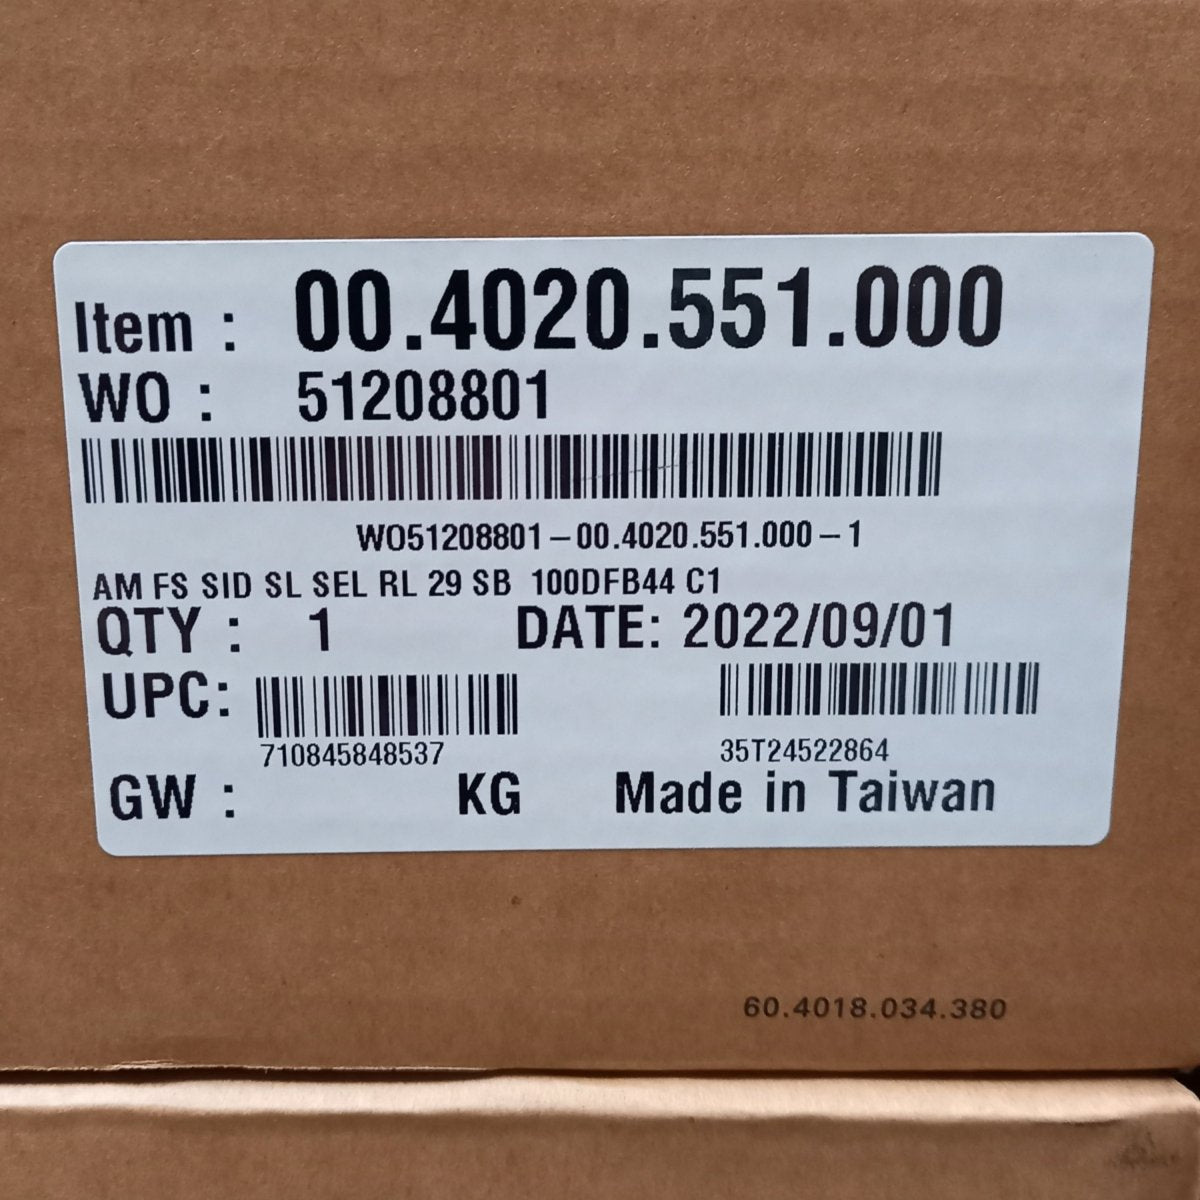 Item : 00.4020.551.000
WO : 51208801
WO51208801-00.4020.551.000-1
AM FS SID SL SEL RL 29 SB 100DFB44 C1
QTY : 1 DATE: 2022/09/01
UPC:
710845848537 35T24522864
GW : KG Made in Taiwan
60.4018.034.380